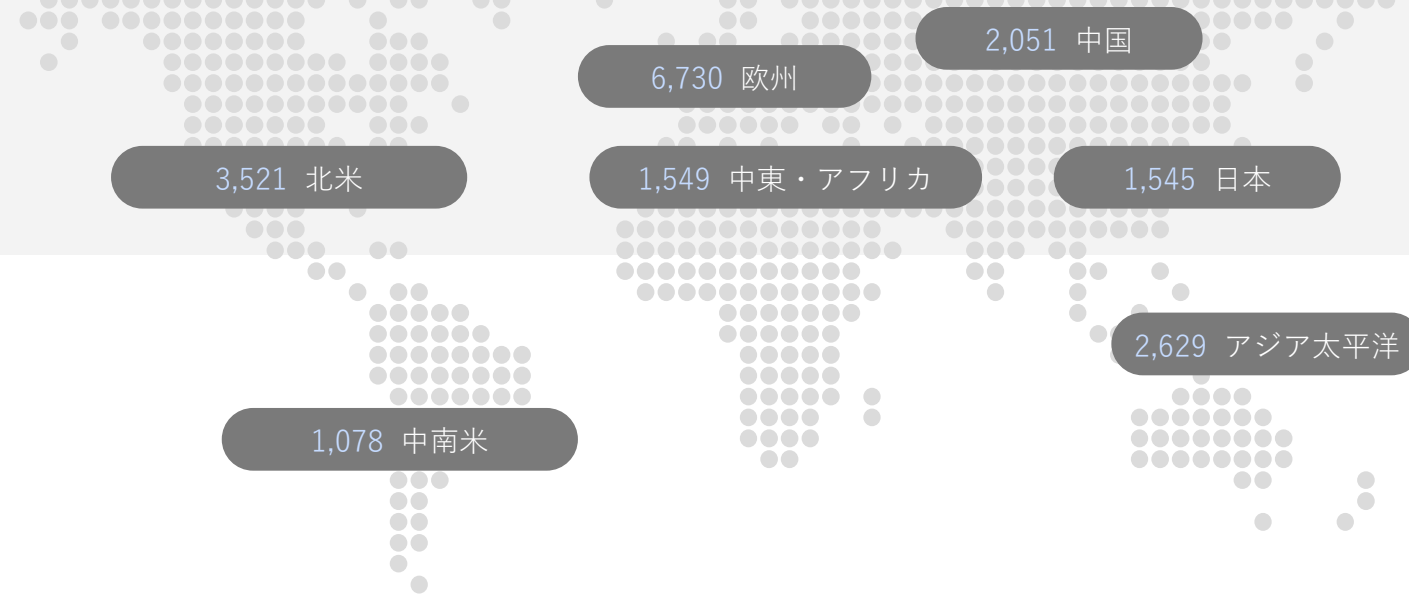 2,051 中国
6,730 欧州
3,521 北米
1,549 中東・アフリカ
1,545 日本
2,629 アジア太平洋
1,078 中南米